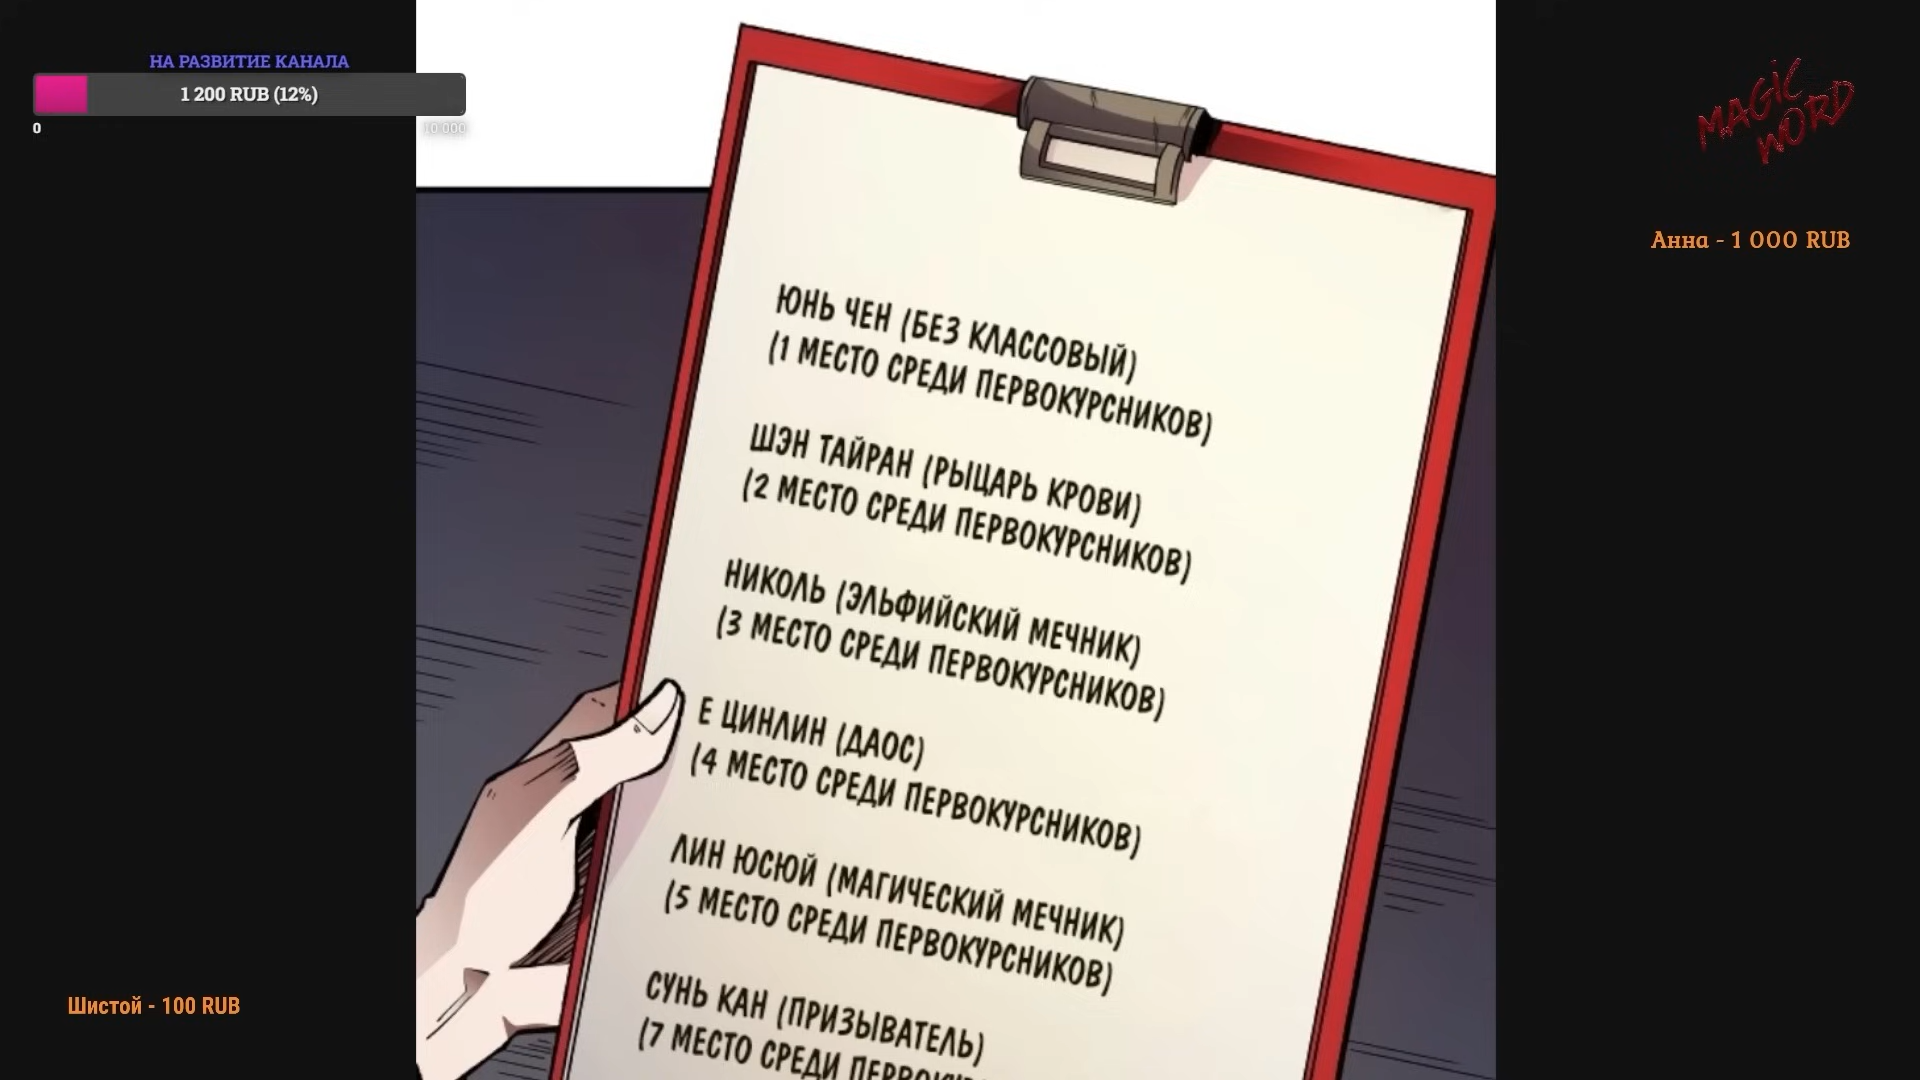 НА РАЗВИТИЕ КАНАЛА
1 200 RUB (12%)
0
10 000
MAGIC
WORD
Анна - 1 000 RUB
ЮНЬ ЧЕН (БЕЗ КЛАССОВЫЙ)
(1 МЕСТО СРЕДИ ПЕРВОКУРСНИКОВ)
ШЭН ТАЙРАН (РЫЦАРЬ КРОВИ)
(2 МЕСТО СРЕДИ ПЕРВОКУРСНИКОВ)
НИКОЛЬ (ЭЛЬФИЙСКИЙ МЕЧНИК)
(3 МЕСТО СРЕДИ ПЕРВОКУРСНИКОВ)
Е ЦИНЛИН (ДАОС)
(4 МЕСТО СРЕДИ ПЕРВОКУРСНИКОВ)
ЛИН ЮСЮЙ (МАГИЧЕСКИЙ МЕЧНИК)
(5 МЕСТО СРЕДИ ПЕРВОКУРСНИКОВ)
СУНЬ КАН (ПРИЗЫВАТЕЛЬ)
(7 МЕСТО СРЕДИ
Шистой - 100 RUB